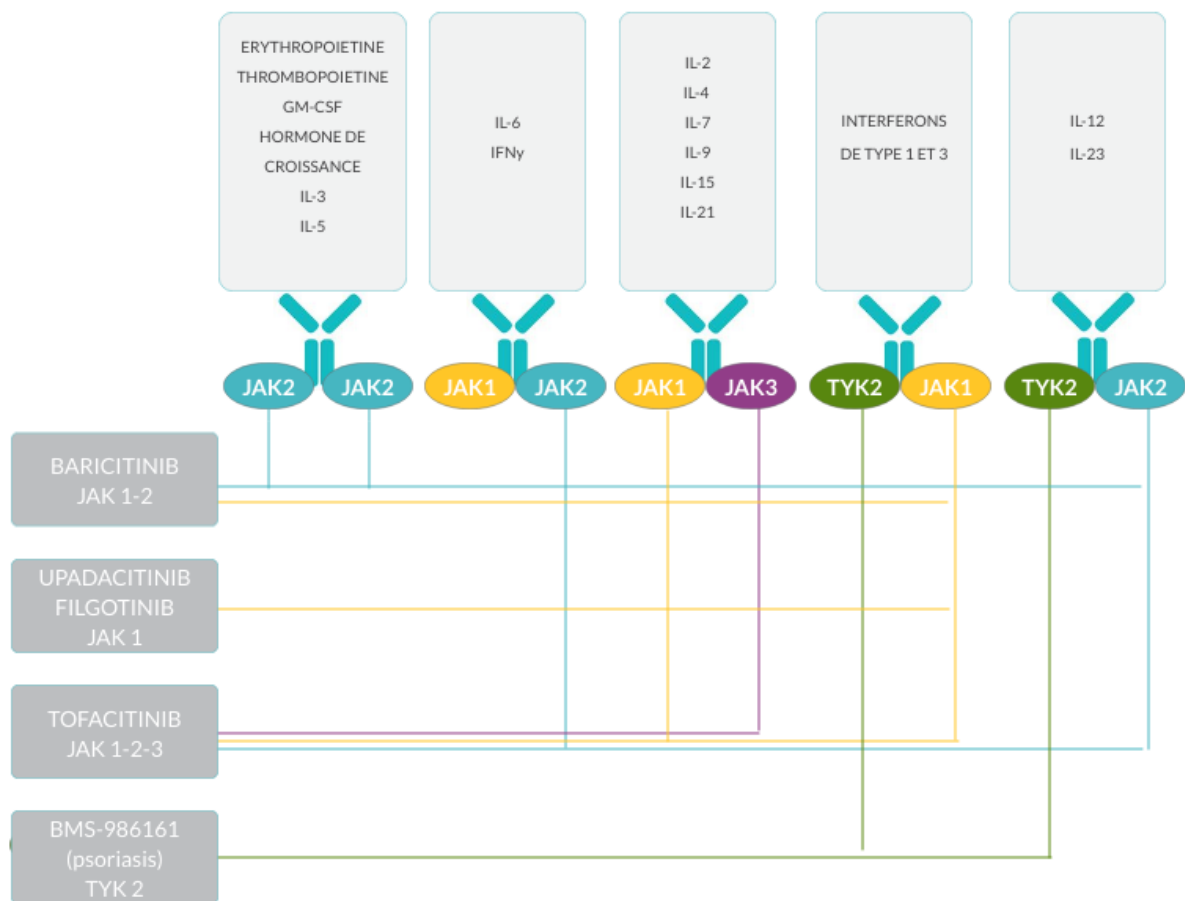 ERYTHROPOIETINE
THROMBOPOIETINE
GM-CSF
HORMONE DE
CROISSANCE
IL-3
IL-5
IL-6
IFNy
IL-2
IL-4
IL-7
IL-9
IL-15
IL-21
INTERFERONS
DE TYPE 1 ET 3
IL-12
IL-23
JAK2
JAK2
JAK1
JAK2
JAK1
JAK3
TYK2
JAK1
TYK2
JAK2
BARICITINIB
JAK 1-2
UPADACITINIB
FILGOTINIB
JAK 1
TOFACITINIB
JAK 1-2-3
BMS-986161
(psoriasis)
TYK 2